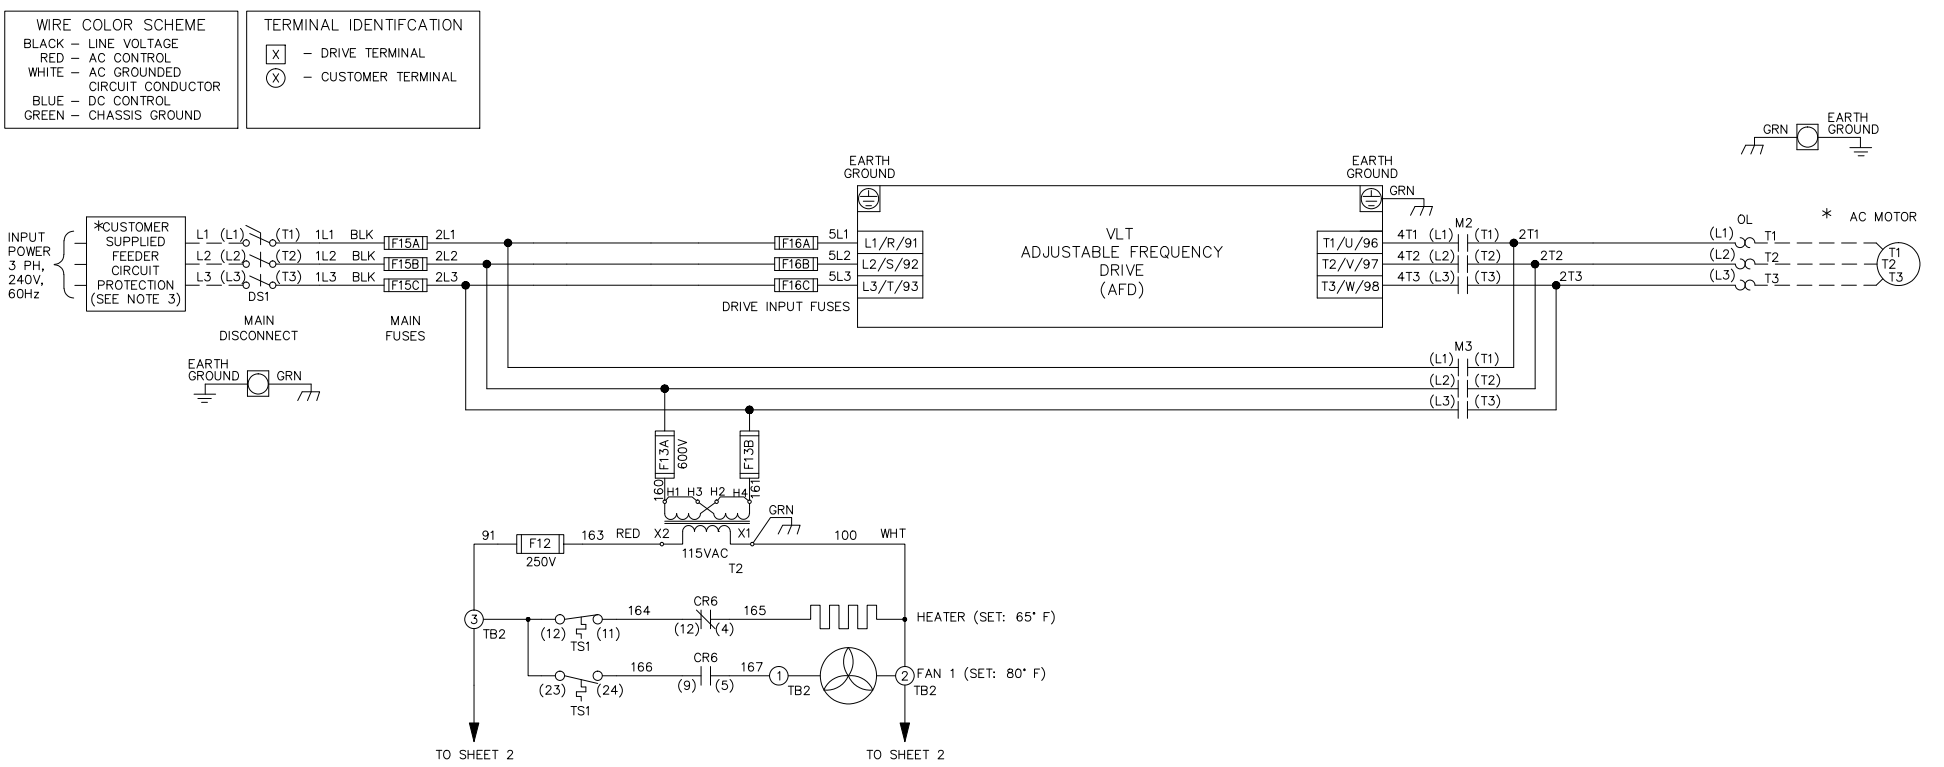 WIRE COLOR SCHEME
BLACK – LINE VOLTAGE
RED – AC CONTROL
WHITE – AC GROUNDED
CIRCUIT CONDUCTOR
BLUE – DC CONTROL
GREEN – CHASSIS GROUND
TERMINAL IDENTIFCATION
X – DRIVE TERMINAL
X – CUSTOMER TERMINAL
GRN
EARTH
GROUND
EARTH
GROUND
EARTH
GROUND
GRN
INPUT
POWER
3 PH,
240V,
60Hz
*CUSTOMER
SUPPLIED
FEEDER
CIRCUIT
PROTECTION
(SEE NOTE 3)
L1 (L1) (T1) 1L1 BLK F15A 2L1 F16A 5L1 L1/R/91
L2 (L2) (T2) 1L2 BLK F15B 2L2 F16B 5L2 L2/S/92
L3 (L3) (T3) 1L3 BLK F15C 2L3 F16C 5L3 L3/T/93
DS1
MAIN
DISCONNECT
MAIN
FUSES
DRIVE INPUT FUSES
VLT
ADJUSTABLE FREQUENCY
DRIVE
(AFD)
M2
T1/U/96 4T1 (L1) (T1) 2T1
T2/V/97 4T2 (L2) (T2) 2T2
T3/W/98 4T3 (L3) (T3) 2T3
OL
(L1) T1
(L2) T2
(L3) T3
* AC MOTOR
T1
T2
T3
EARTH
GROUND GRN
M3
(L1) (T1)
(L2) (T2)
(L3) (T3)
F13A
600V
F13B
160
161
H1 H3 H2 H4
GRN
91 F12 163 RED X2 X1 100 WHT
250V
115VAC
T2
3
TB2
(12) (11)
TS1
164
CR6
(12) (4)
165
HEATER (SET: 65° F)
(23) (24)
TS1
166
CR6
(9) (5)
167
1
TB2
2
TB2
FAN 1 (SET: 80° F)
TO SHEET 2
TO SHEET 2